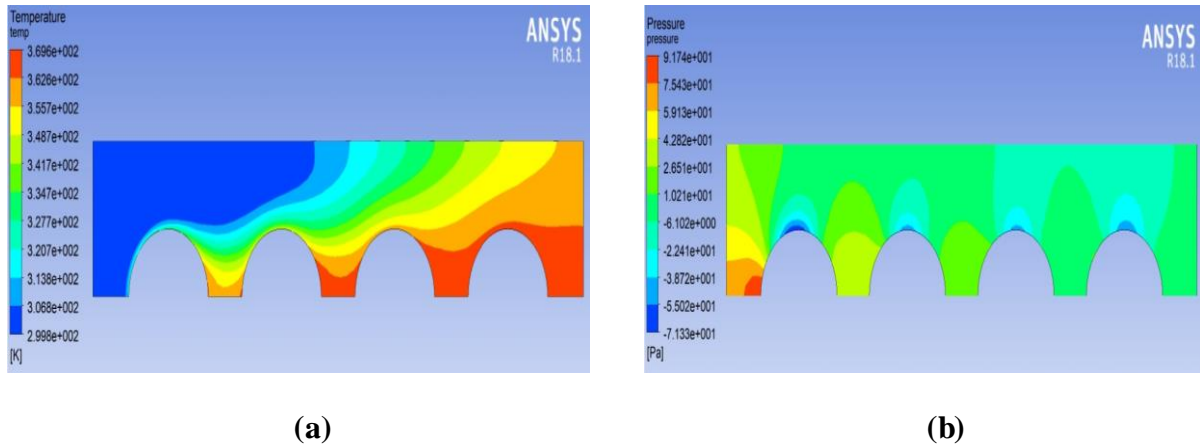 Temperature
temp
ANSYS
R18.1
3.696e+002
3.626e+002
3.557e+002
3.487e+002
3.417e+002
3.347e+002
3.277e+002
3.207e+002
3.138e+002
3.068e+002
2.998e+002
[K]
(a)
Pressure
pressure
ANSYS
R18.1
9.174e+001
7.543e+001
5.913e+001
4.282e+001
2.651e+001
1.021e+001
-6.102e+000
-2.241e+001
-3.872e+001
-5.502e+001
-7.133e+001
[Pa]
(b)